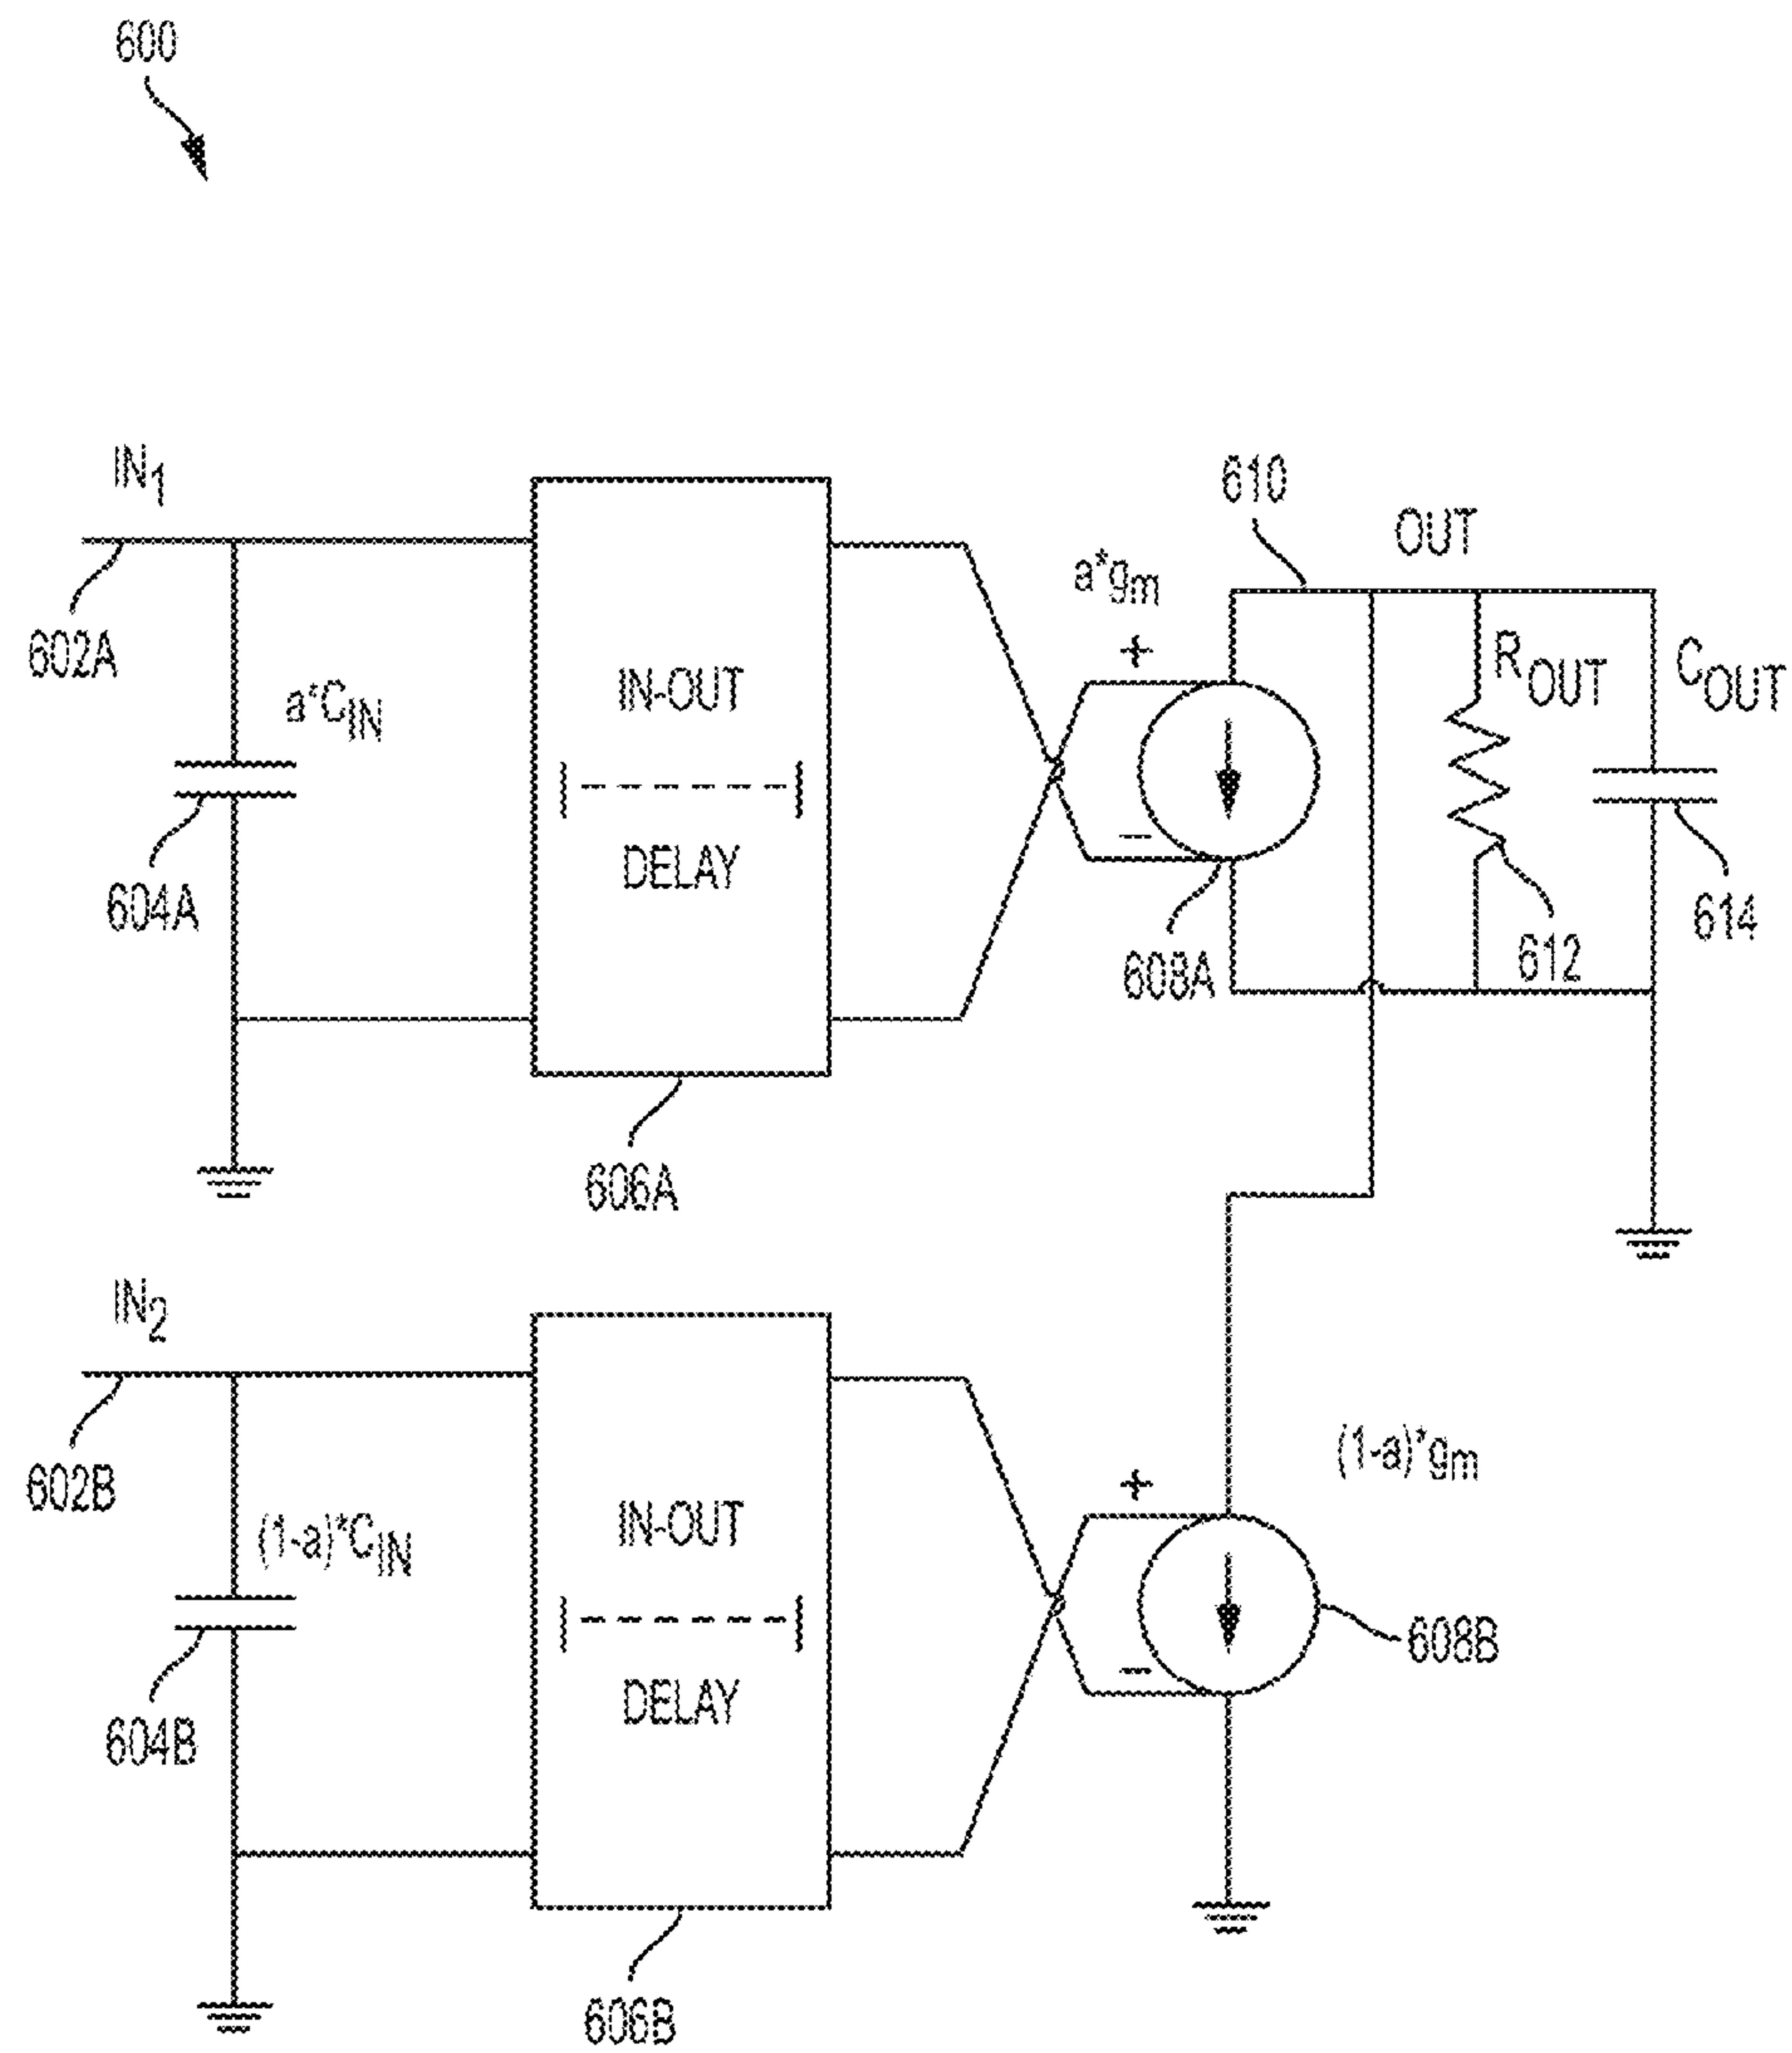 600
IN1
602A
a*CIN
604A
IN-OUT
DELAY
606A
a*gm
+
−
608A
610
OUT
ROUT
612
COUT
614
IN2
602B
(1-a)*CIN
604B
IN-OUT
DELAY
606B
(1-a)*gm
+
−
608B